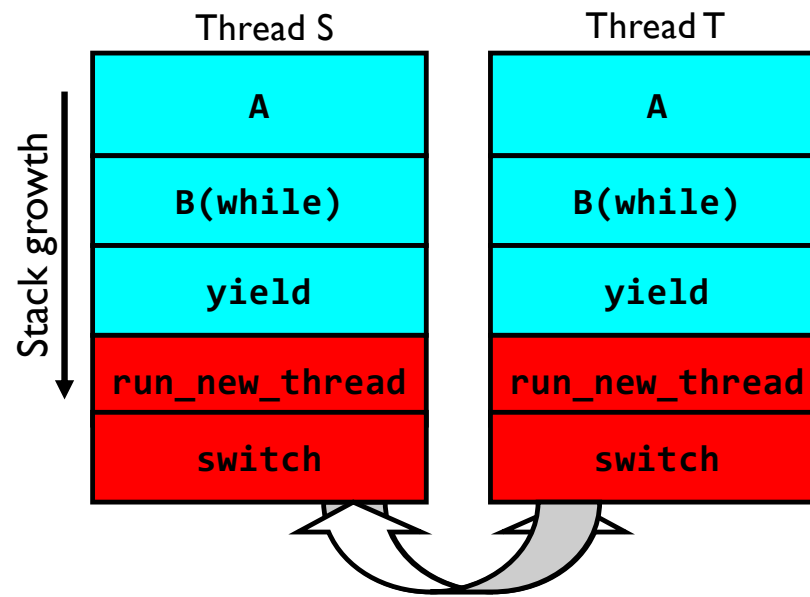 Thread S
Thread T
Stack growth
A
B(while)
yield
run_new_thread
switch
A
B(while)
yield
run_new_thread
switch